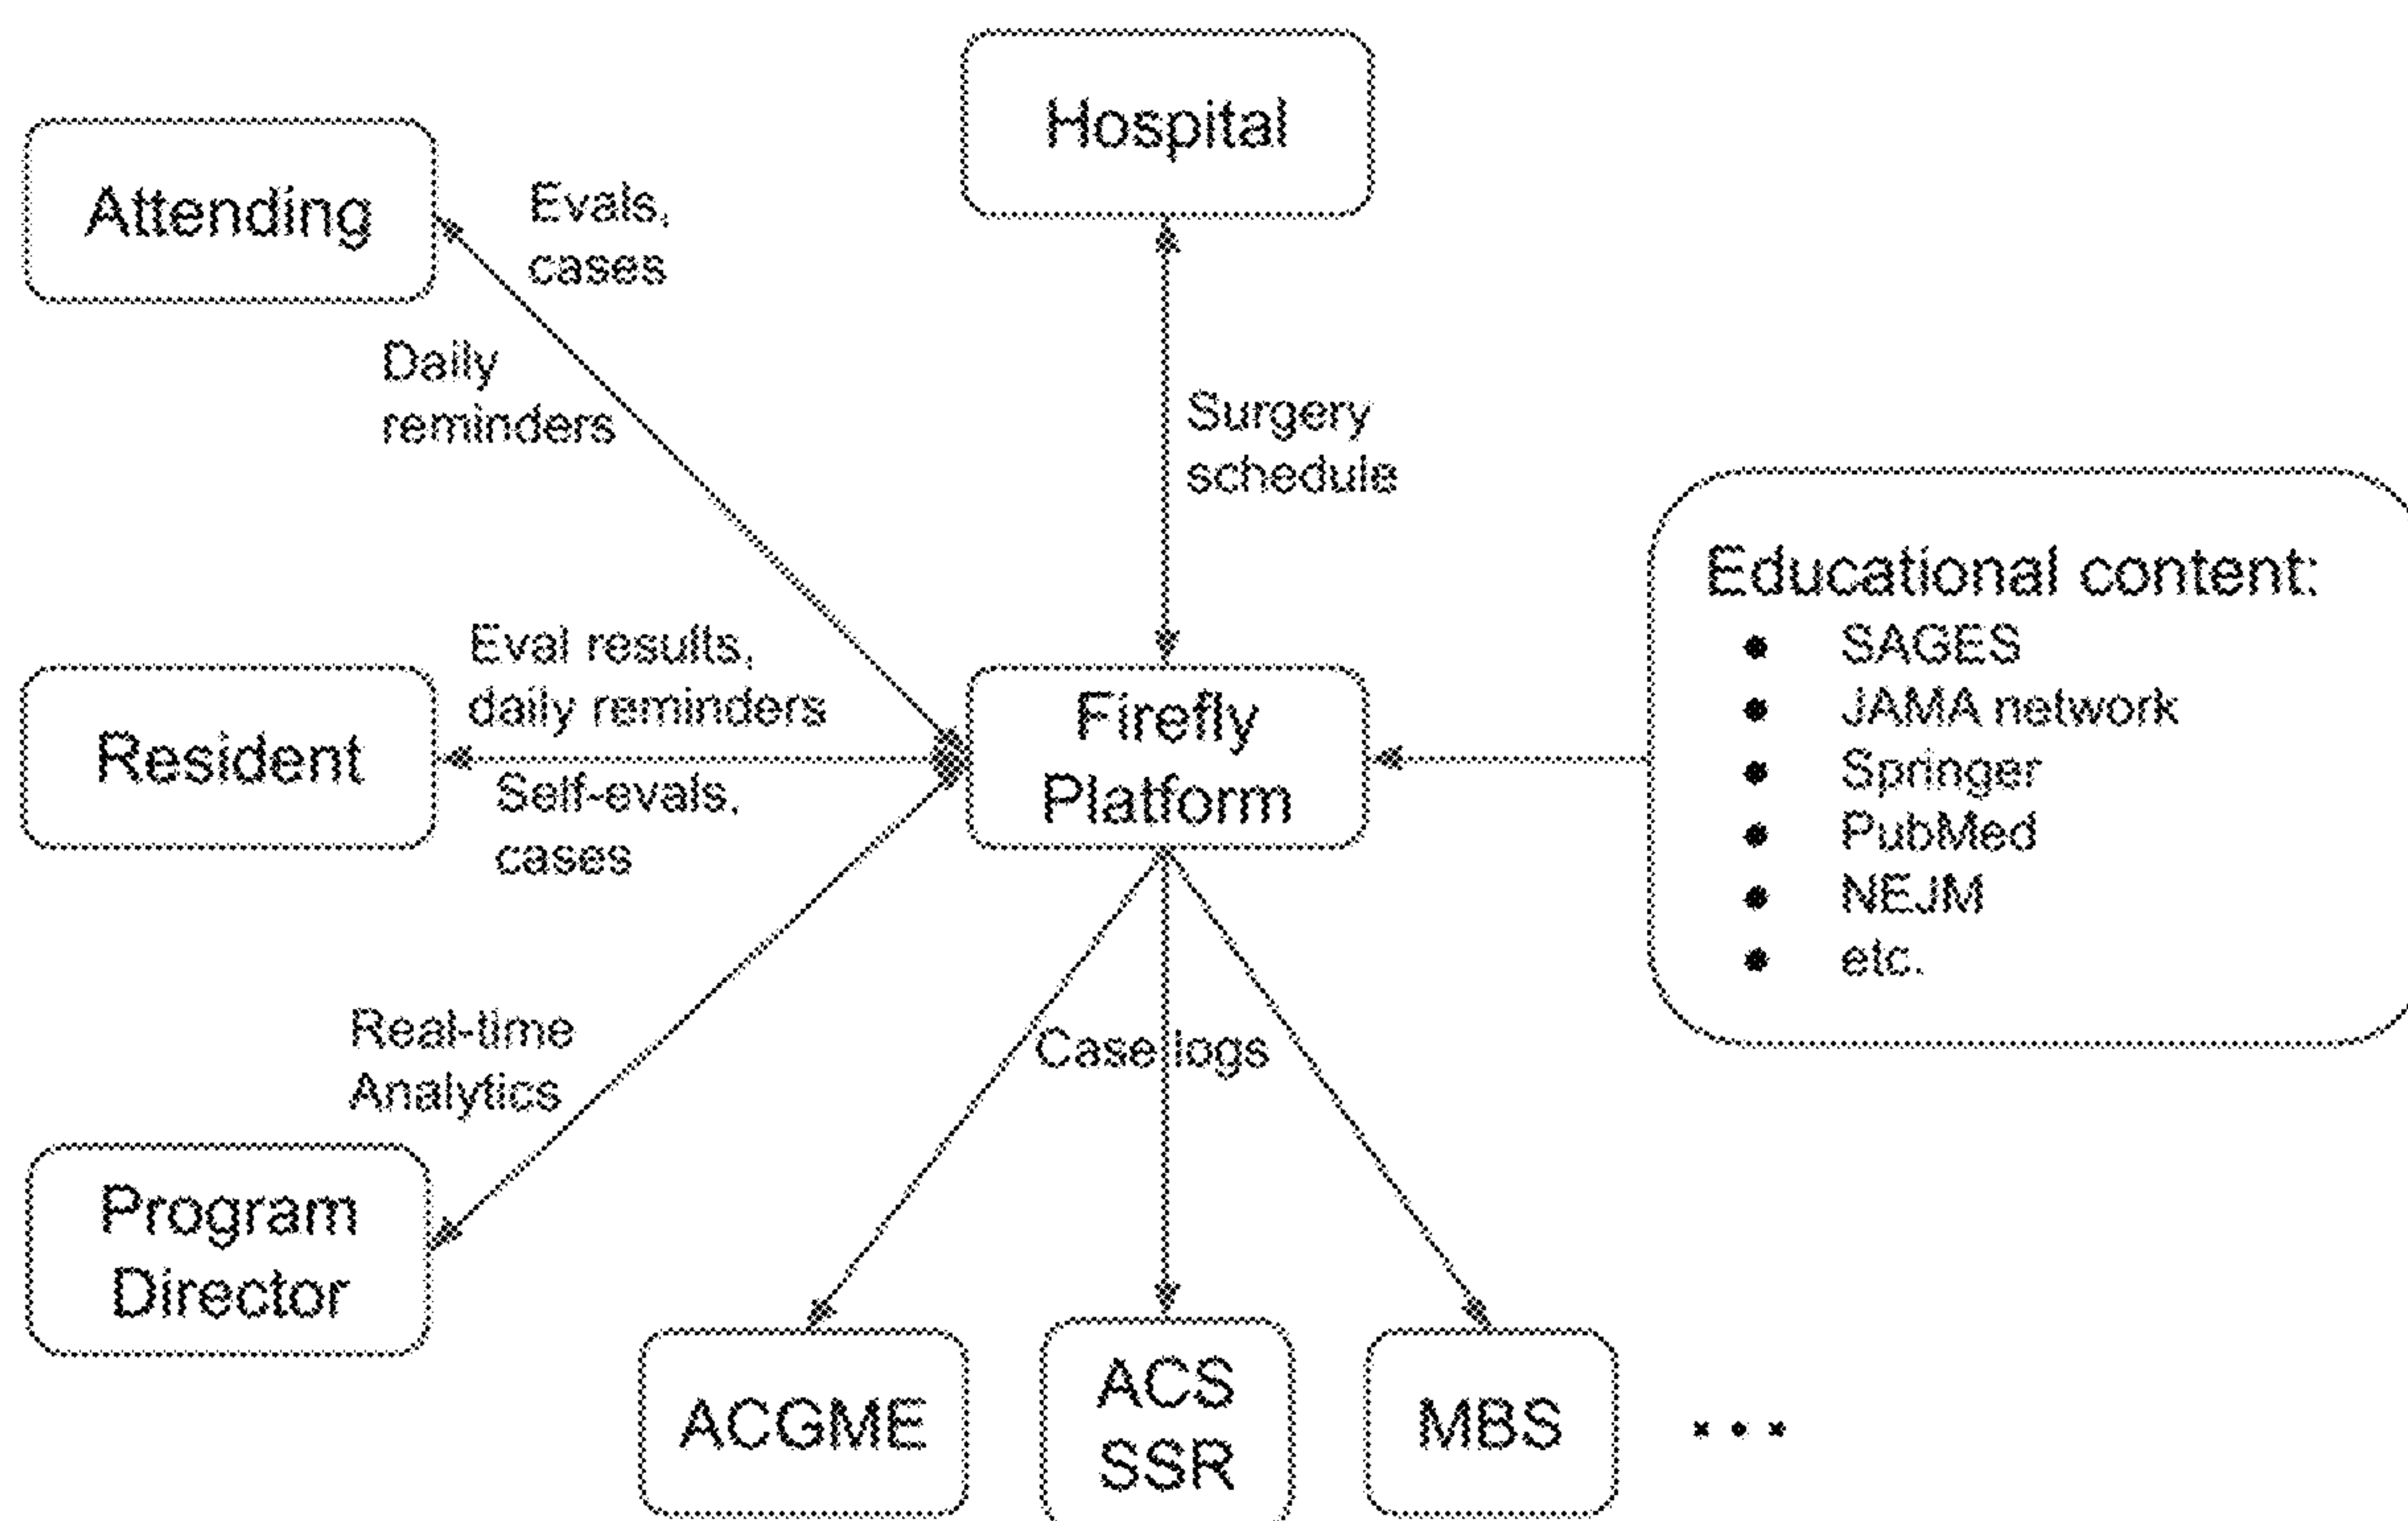 Hospital
Attending
Evals,
cases
Daily
reminders
Surgery
schedule
Educational content:
SAGES
JAMA network
Springer
PubMed
NEJM
etc.
Eval results,
daily reminders
Resident
Self-evals,
cases
Firefly
Platform
Real-time
Analytics
Case logs
Program
Director
ACGME
ACS
SSR
MBS
...